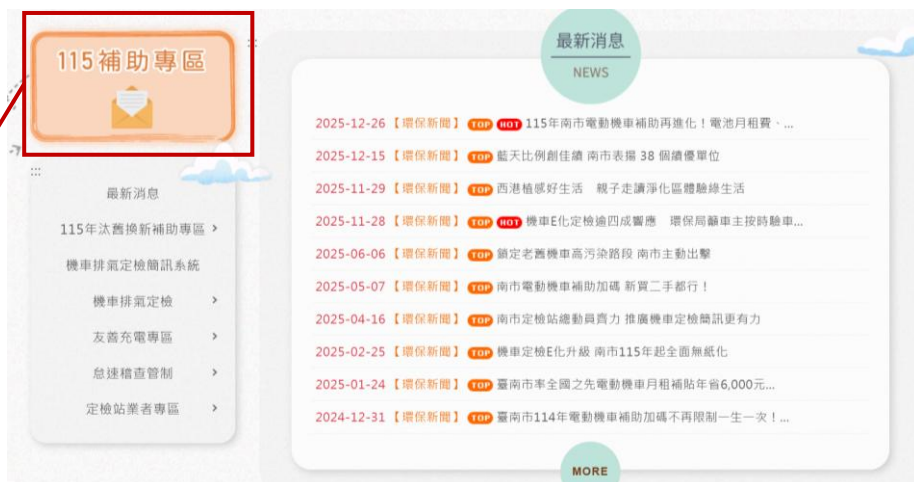 115補助專區
:::
:::
最新消息
115年汰舊換新補助專區 >
機車排氣定檢簡訊系統
機車排氣定檢 >
友善充電專區 >
怠速稽查管制 >
定檢站業者專區 >
最新消息
NEWS
2025-12-26【環保新聞】TOP HOT 115年南市電動機車補助再進化！電池月租費、...
2025-12-15【環保新聞】TOP 藍天比例創佳績 南市表揚 38 個績優單位
2025-11-29【環保新聞】TOP 西港植感好生活　親子走讀淨化區體驗綠生活
2025-11-28【環保新聞】TOP HOT 機車E化定檢逾四成響應　環保局籲車主按時驗車...
2025-06-06【環保新聞】TOP 鎖定老舊機車高污染路段 南市主動出擊
2025-05-07【環保新聞】TOP 南市電動機車補助加碼 新買二手都行！
2025-04-16【環保新聞】TOP 南市定檢站總動員齊力 推廣機車定檢簡訊更有力
2025-02-25【環保新聞】TOP 機車定檢E化升級 南市115年起全面無紙化
2025-01-24【環保新聞】TOP 臺南市率全國之先電動機車月租補貼年省6,000元...
2024-12-31【環保新聞】TOP 臺南市114年電動機車補助加碼不再限制一生一次！...
MORE